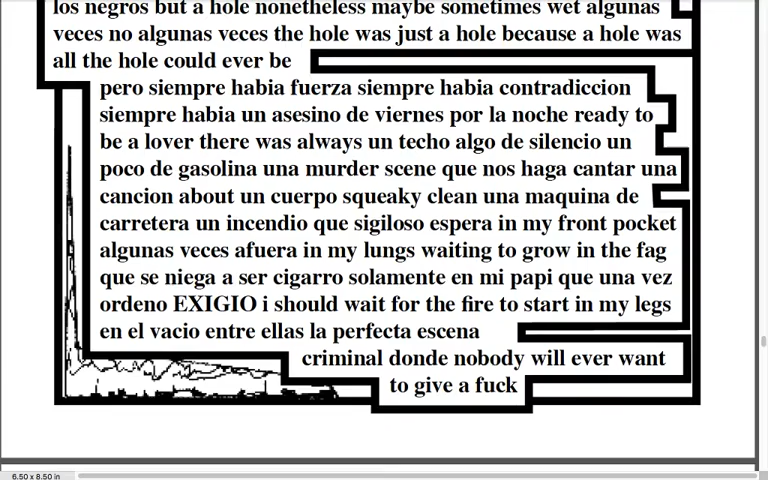 los negros but a hole nonetheless maybe sometimes wet algunas
veces no algunas veces the hole was just a hole because a hole was
all the hole could ever be
pero siempre habia fuerza siempre habia contradiccion
siempre habia un asesino de viernes por la noche ready to
be a lover there was always un techo algo de silencio un
poco de gasolina una murder scene que nos haga cantar una
cancion about un cuerpo squeaky clean una maquina de
carretera un incendio que sigiloso espera in my front pocket
algunas veces afuera in my lungs waiting to grow in the fag
que se niega a ser cigarro solamente en mi papi que una vez
ordeno EXIGIO i should wait for the fire to start in my legs
en el vacio entre ellas la perfecta escena
criminal donde nobody will ever want
to give a fuck
6.50 x 8.50 in